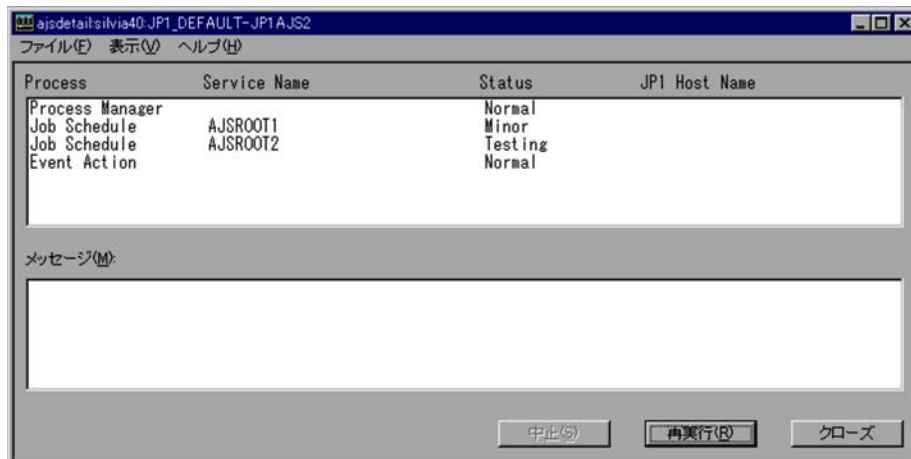 ajsdetail:silvia40:JP1_DEFAULT-JP1AJS2
ファイル(F) 表示(V) ヘルプ(H)
Process Service Name Status JP1 Host Name
Process Manager Normal
Job Schedule AJSROOT1 Minor
Job Schedule AJSROOT2 Testing
Event Action Normal
メッセージ(M):
中止(S) 再実行(R) クローズ